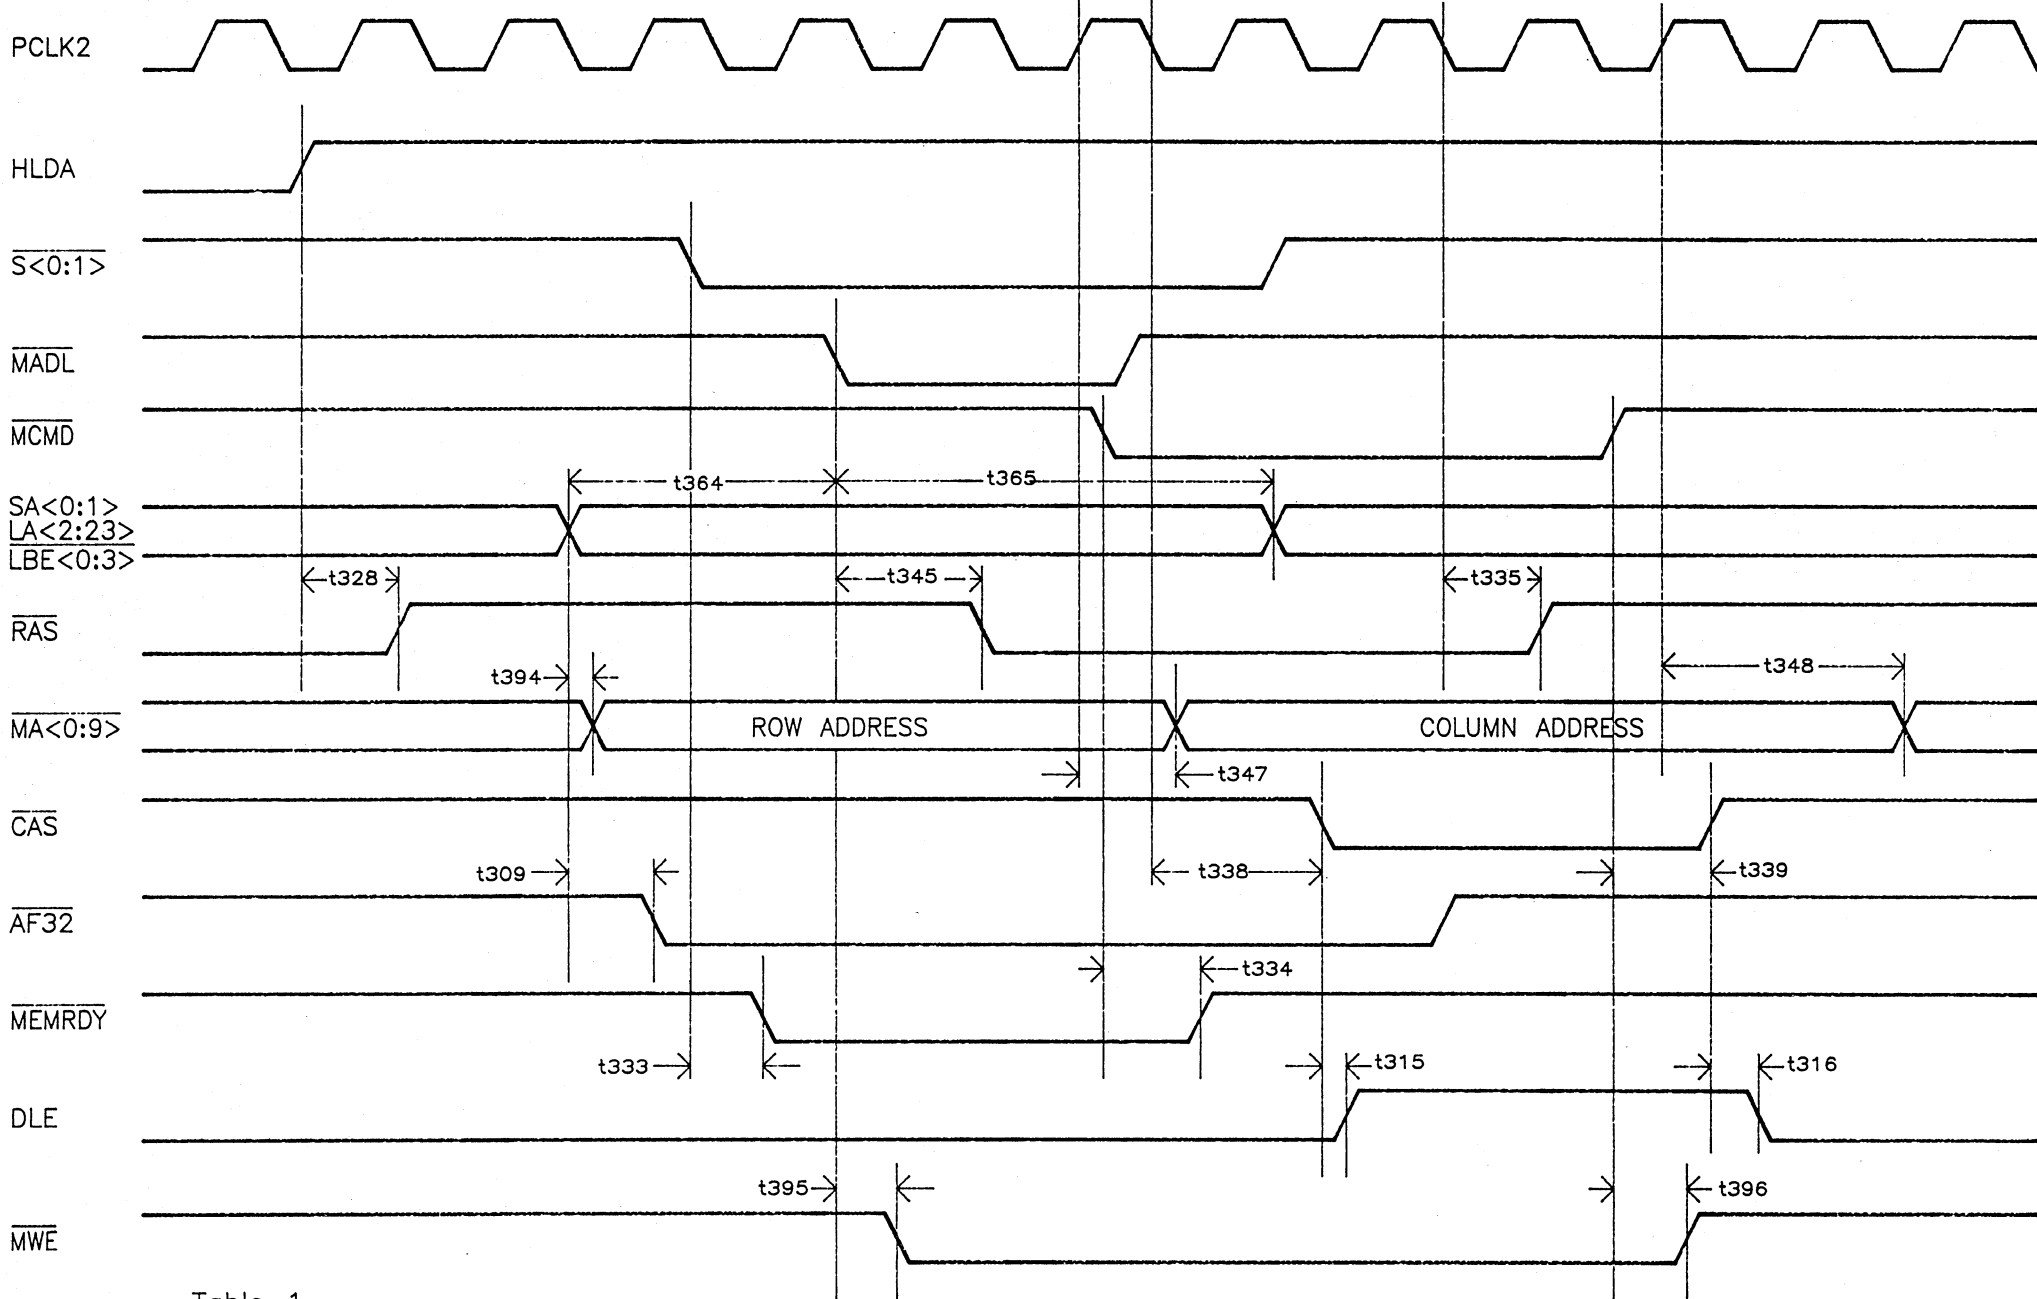 PCLK2
HLDA
S<0:1>
MADL
MCMD
t364 t365
SA<0:1>
LA<2:23>
LBE<0:3>
t328 t345 t335
RAS
t394 t348
MA<0:9> ROW ADDRESS COLUMN ADDRESS
t347
CAS
t309 t338 t339
AF32
t334
MEMRDY
t333 t315 t316
DLE
t395 t396
MWE
Table 1